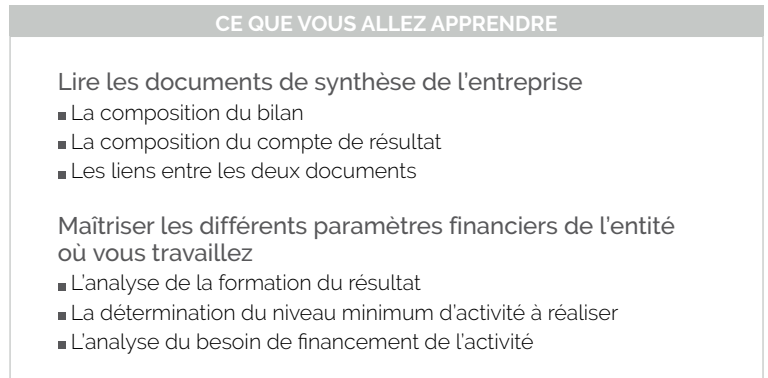 CE QUE VOUS ALLEZ APPRENDRE
Lire les documents de synthèse de l’entreprise
■ La composition du bilan
■ La composition du compte de résultat
■ Les liens entre les deux documents
Maîtriser les différents paramètres financiers de l’entité
où vous travaillez
■ L’analyse de la formation du résultat
■ La détermination du niveau minimum d’activité à réaliser
■ L’analyse du besoin de financement de l’activité